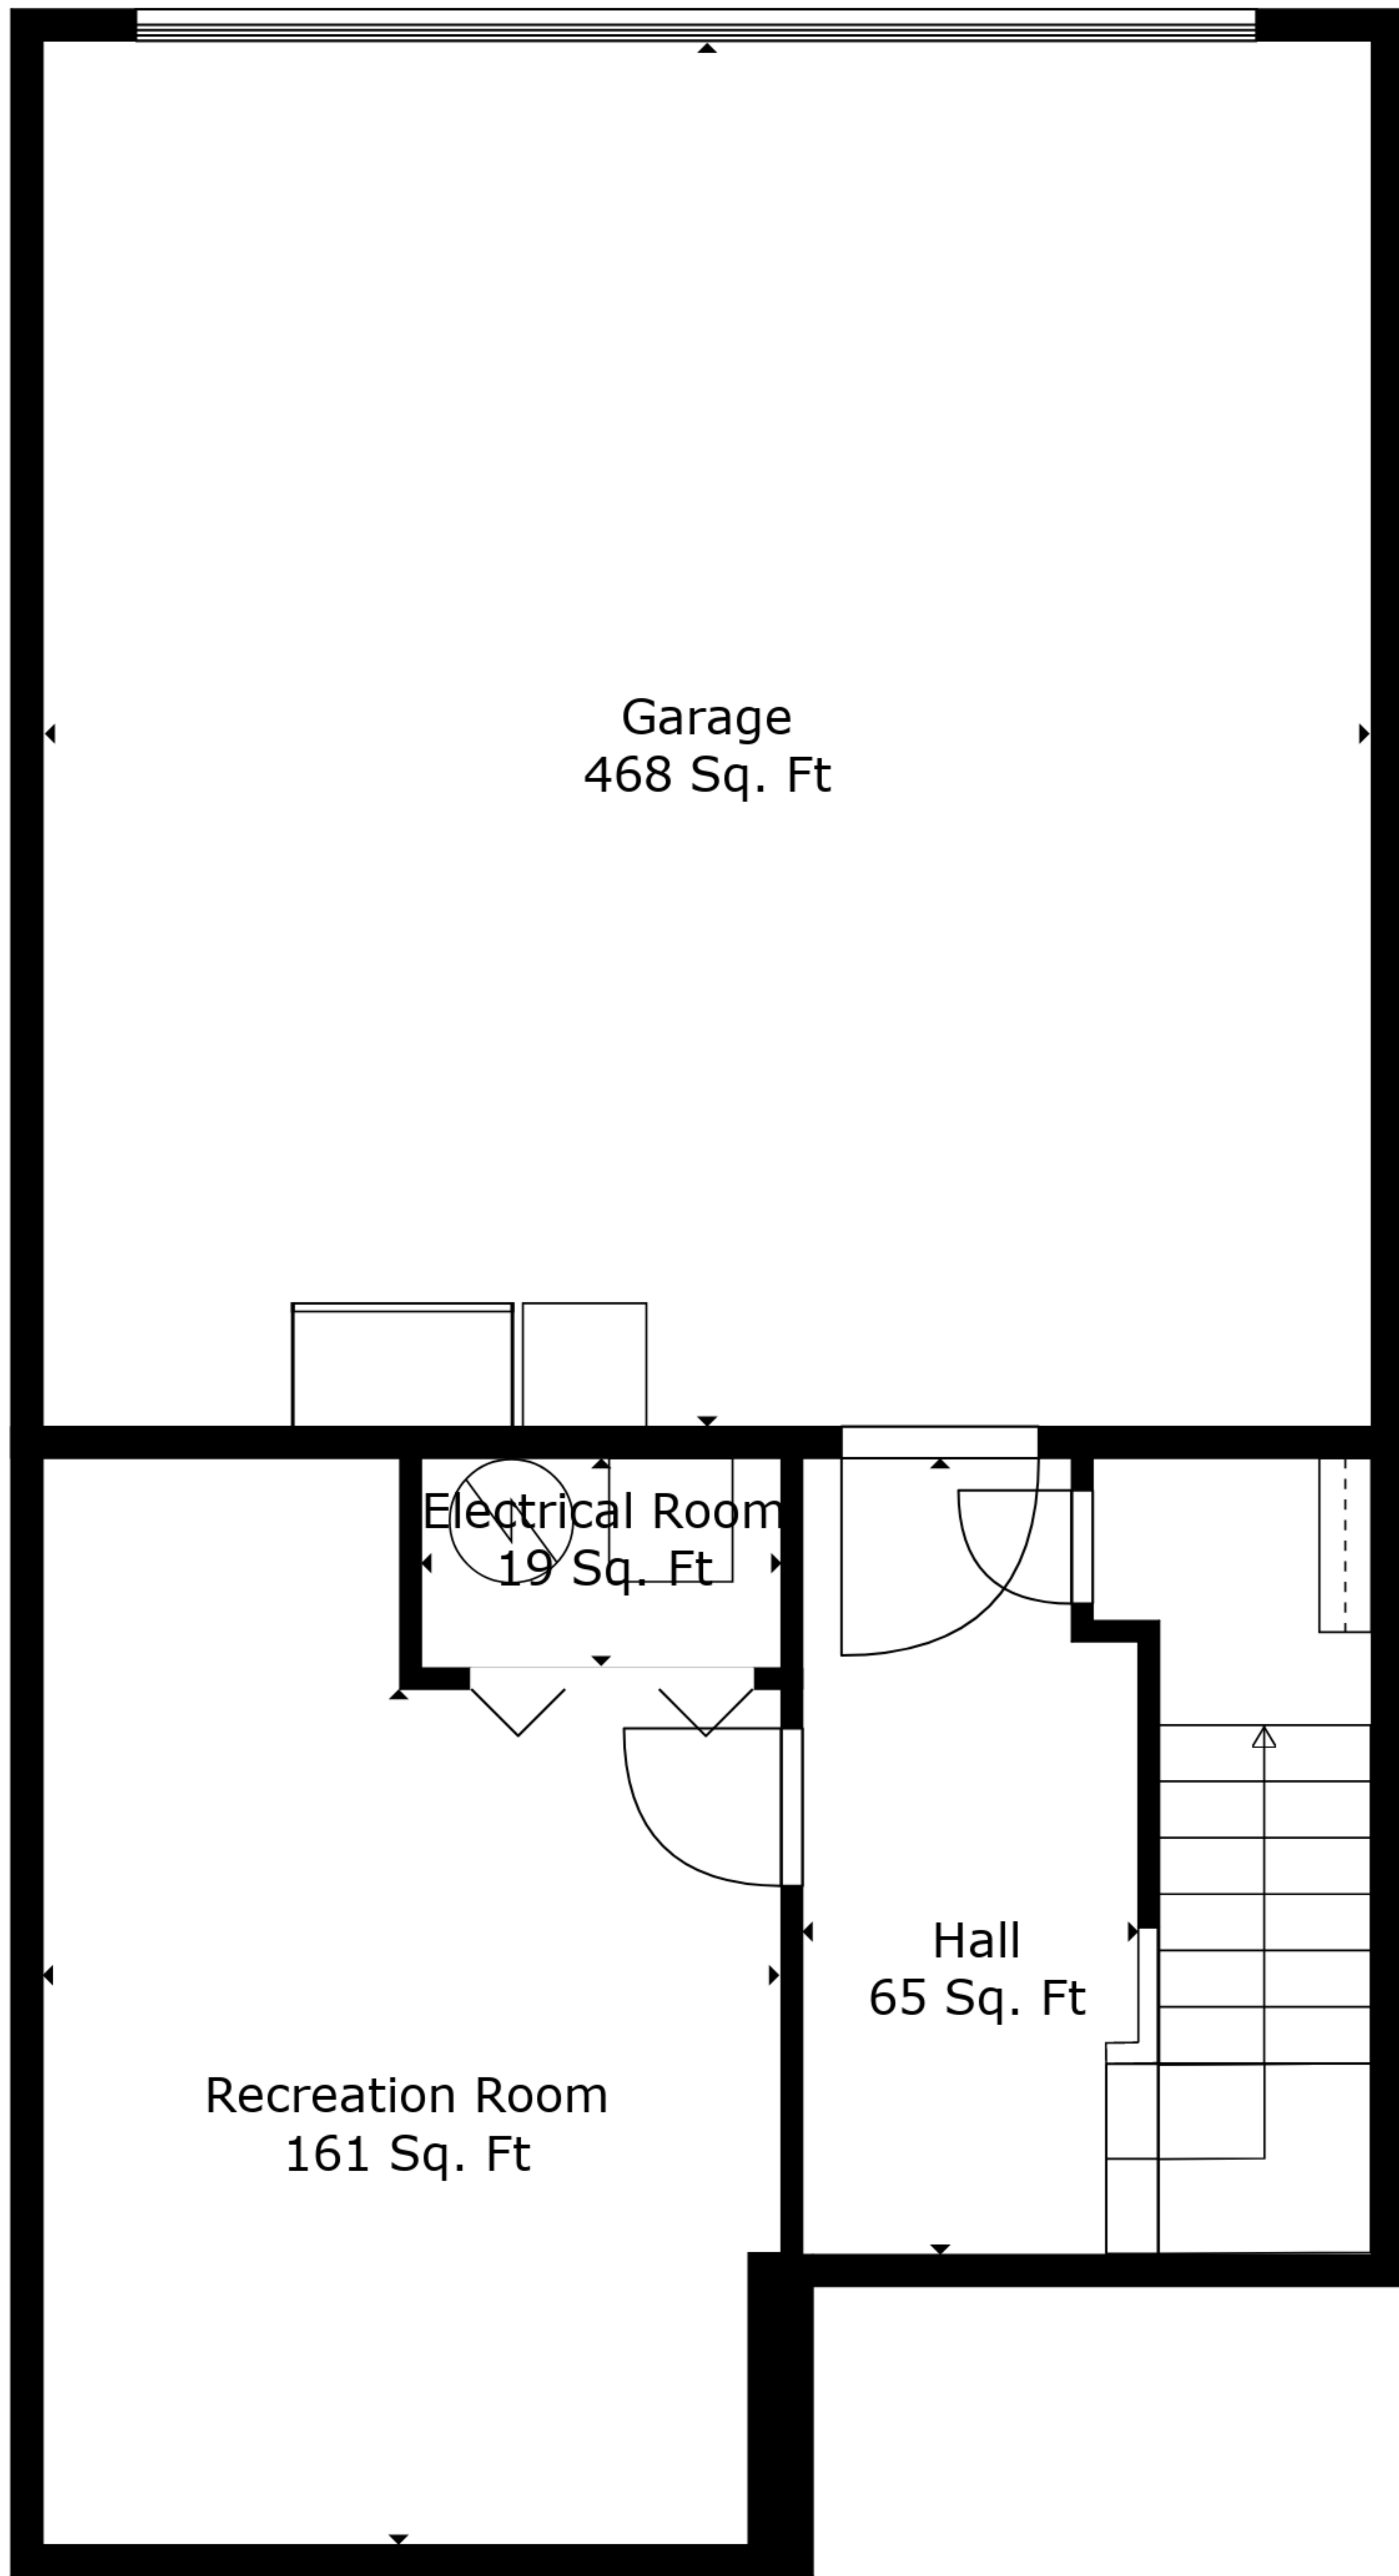 Garage
468 Sq. Ft
Electrical Room
19 Sq. Ft
Hall
65 Sq. Ft
Recreation Room
161 Sq. Ft